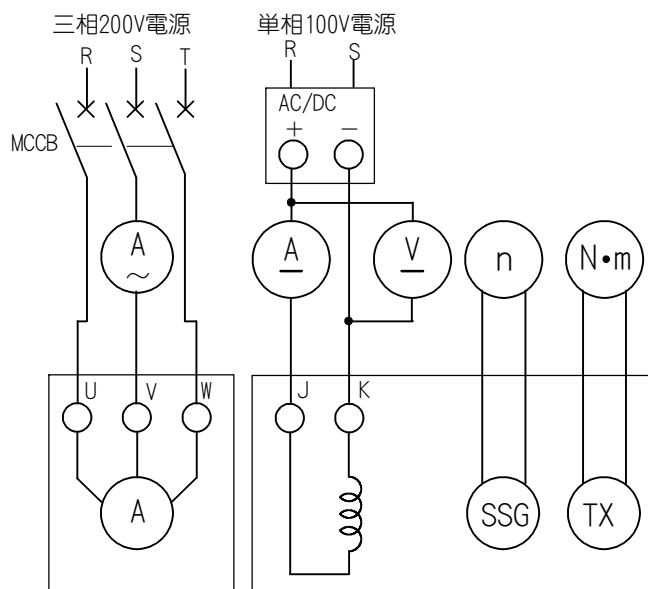 三相200V電源
単相100V電源
R S T
R S
AC/DC
+ −
MCCB
A
～
A
V
n
N•m
U V W
J K
A
SSG
TX